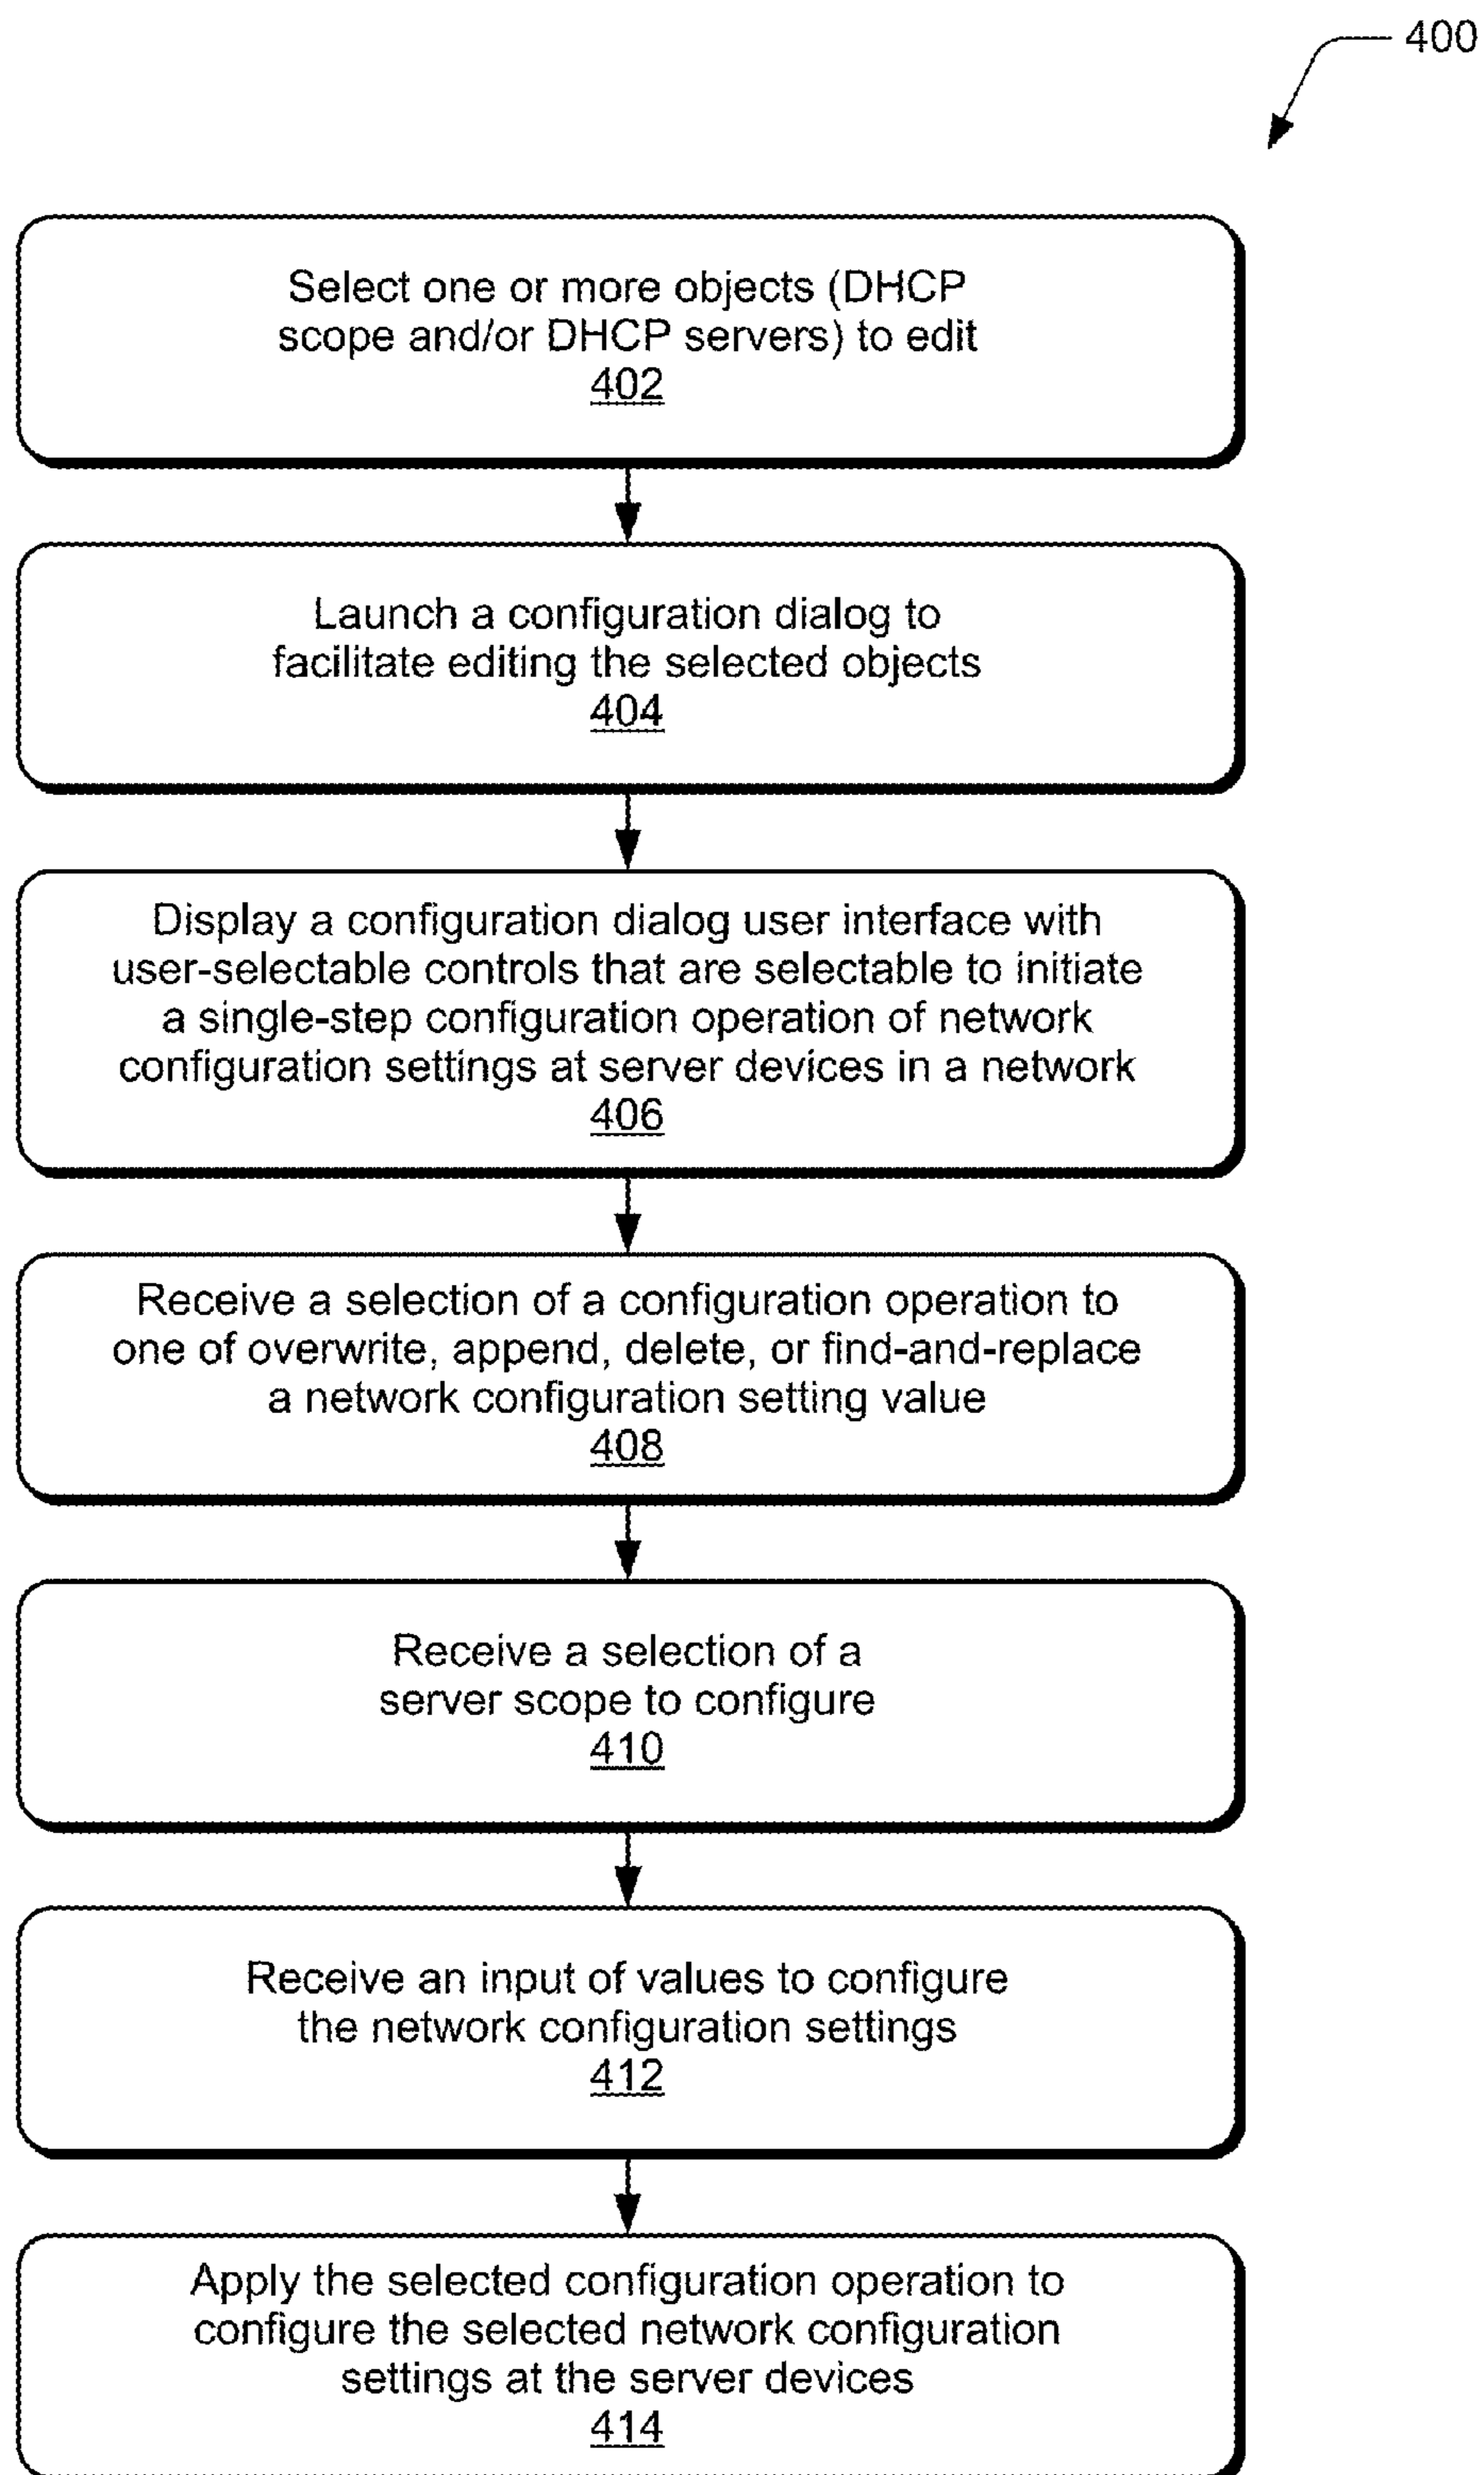 400
Select one or more objects (DHCP
scope and/or DHCP servers) to edit
402
Launch a configuration dialog to
facilitate editing the selected objects
404
Display a configuration dialog user interface with
user-selectable controls that are selectable to initiate
a single-step configuration operation of network
configuration settings at server devices in a network
406
Receive a selection of a configuration operation to
one of overwrite, append, delete, or find-and-replace
a network configuration setting value
408
Receive a selection of a
server scope to configure
410
Receive an input of values to configure
the network configuration settings
412
Apply the selected configuration operation to
configure the selected network configuration
settings at the server devices
414